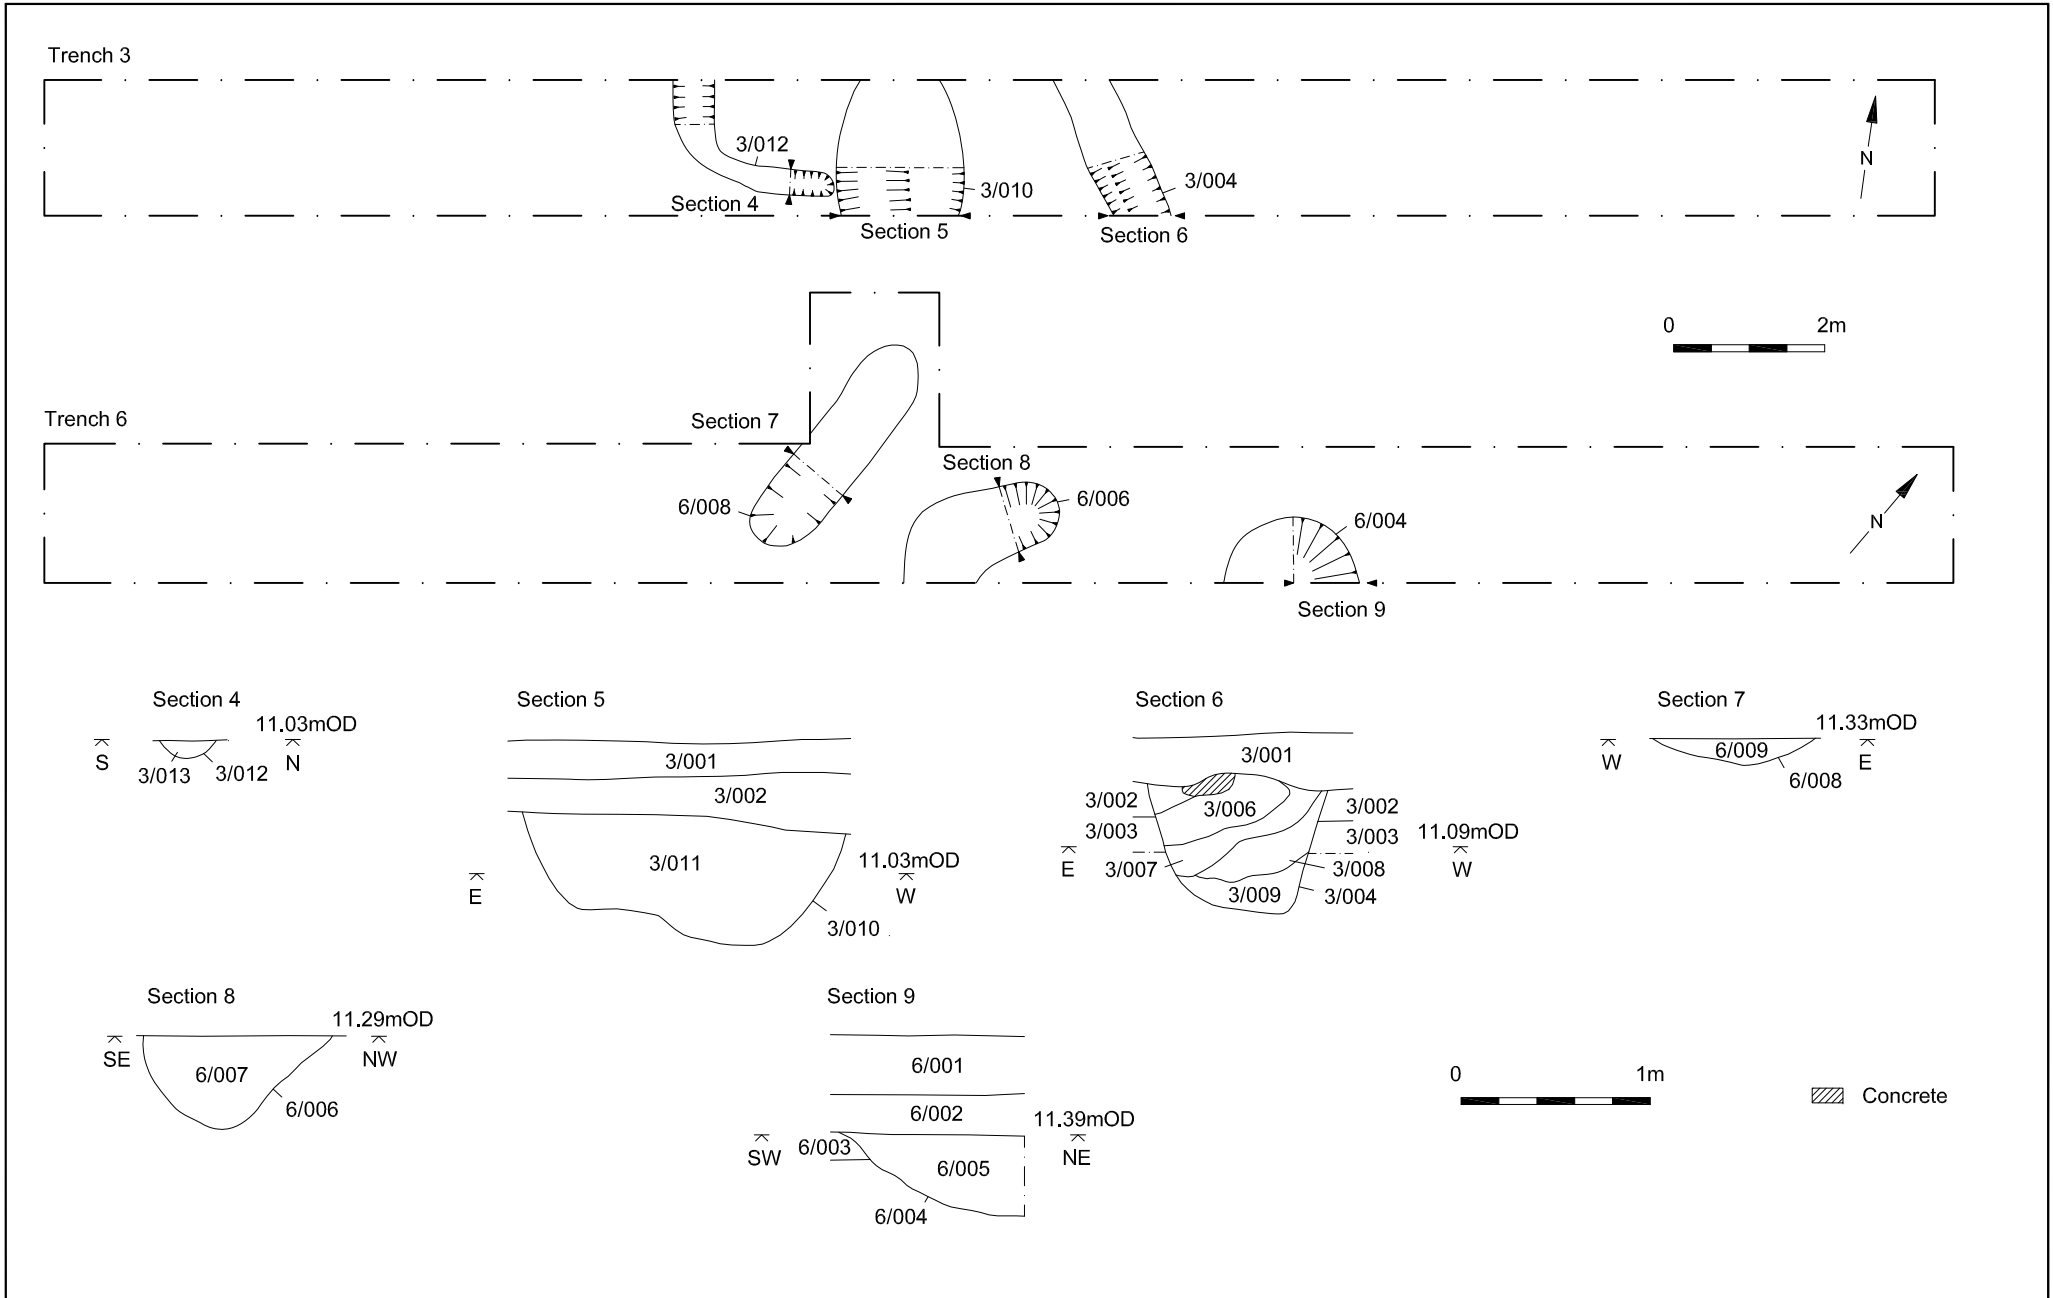 Trench 3
3/012
3/010
3/004
N
Section 4
Section 5
Section 6
0 2m
Trench 6
Section 7
Section 8
6/008
6/006
6/004
N
Section 9
Section 4
11.03mOD
S
3/013
3/012
N
Section 5
3/001
3/002
3/011
11.03mOD
E
W
3/010
Section 6
3/001
3/002
3/006
3/002
3/003
3/003
11.09mOD
E
3/007
3/008
W
3/009
3/004
Section 7
11.33mOD
W
6/009
E
6/008
Section 8
11.29mOD
SE
NW
6/007
6/006
Section 9
6/001
6/002
11.39mOD
SW
6/003
6/005
NE
6/004
0 1m
Concrete